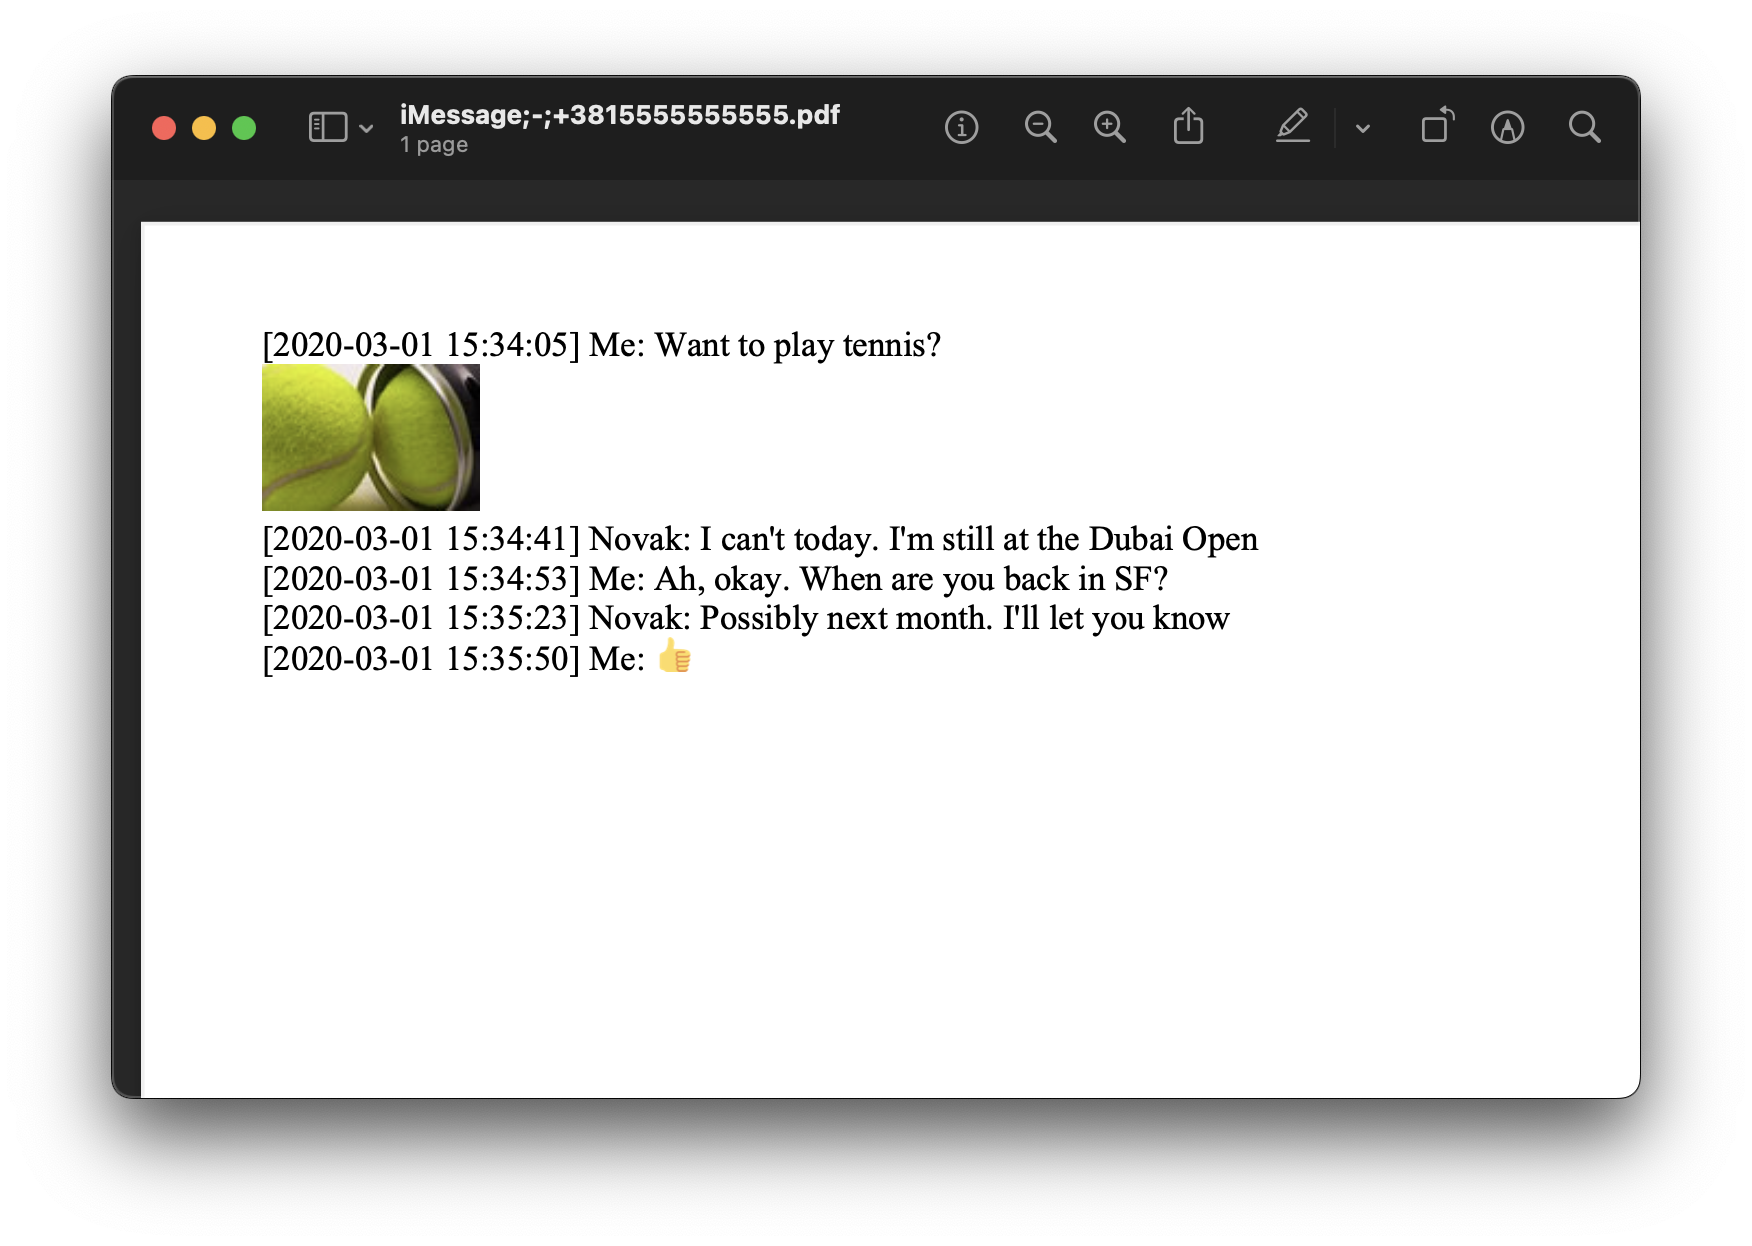 iMessage;-;+3815555555555.pdf
1 page
[2020-03-01 15:34:05] Me: Want to play tennis?
[2020-03-01 15:34:41] Novak: I can't today. I'm still at the Dubai Open
[2020-03-01 15:34:53] Me: Ah, okay. When are you back in SF?
[2020-03-01 15:35:23] Novak: Possibly next month. I'll let you know
[2020-03-01 15:35:50] Me: 👍